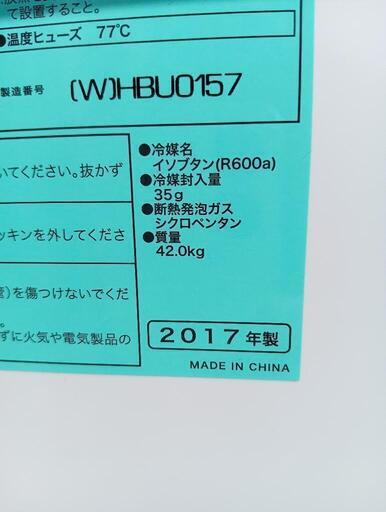 て設置すること。
●温度ヒューズ 77℃
製造番号 (W)HBU0157
いてください。抜かず
ッキンを外してくださ
を傷つけないでくだ
ずに火気や電気製品の
●冷媒名
イソブタン(R600a)
●冷媒封入量
35g
●断熱発泡ガス
シクロペンタン
●質量
42.0kg
2017年製
MADE IN CHINA